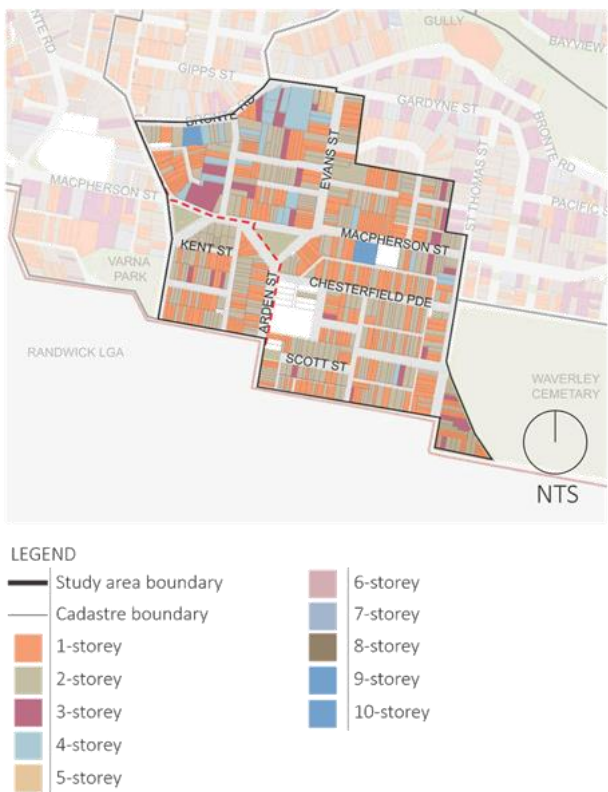 GULLY
BAYVIEW
BRONTE RD
GIPPS ST
GARDYNE ST
BRONTE RD
BRONTE RD
EVANS ST
ST THOMAS ST
MACPHERSON ST
PACIFIC S
KENT ST
MACPHERSON ST
VARNA
PARK
CHESTERFIELD PDE
ARDEN ST
RANDWICK LGA
SCOTT ST
WAVERLEY
CEMETARY
NTS
LEGEND
Study area boundary
Cadastre boundary
1-storey
2-storey
3-storey
4-storey
5-storey
6-storey
7-storey
8-storey
9-storey
10-storey